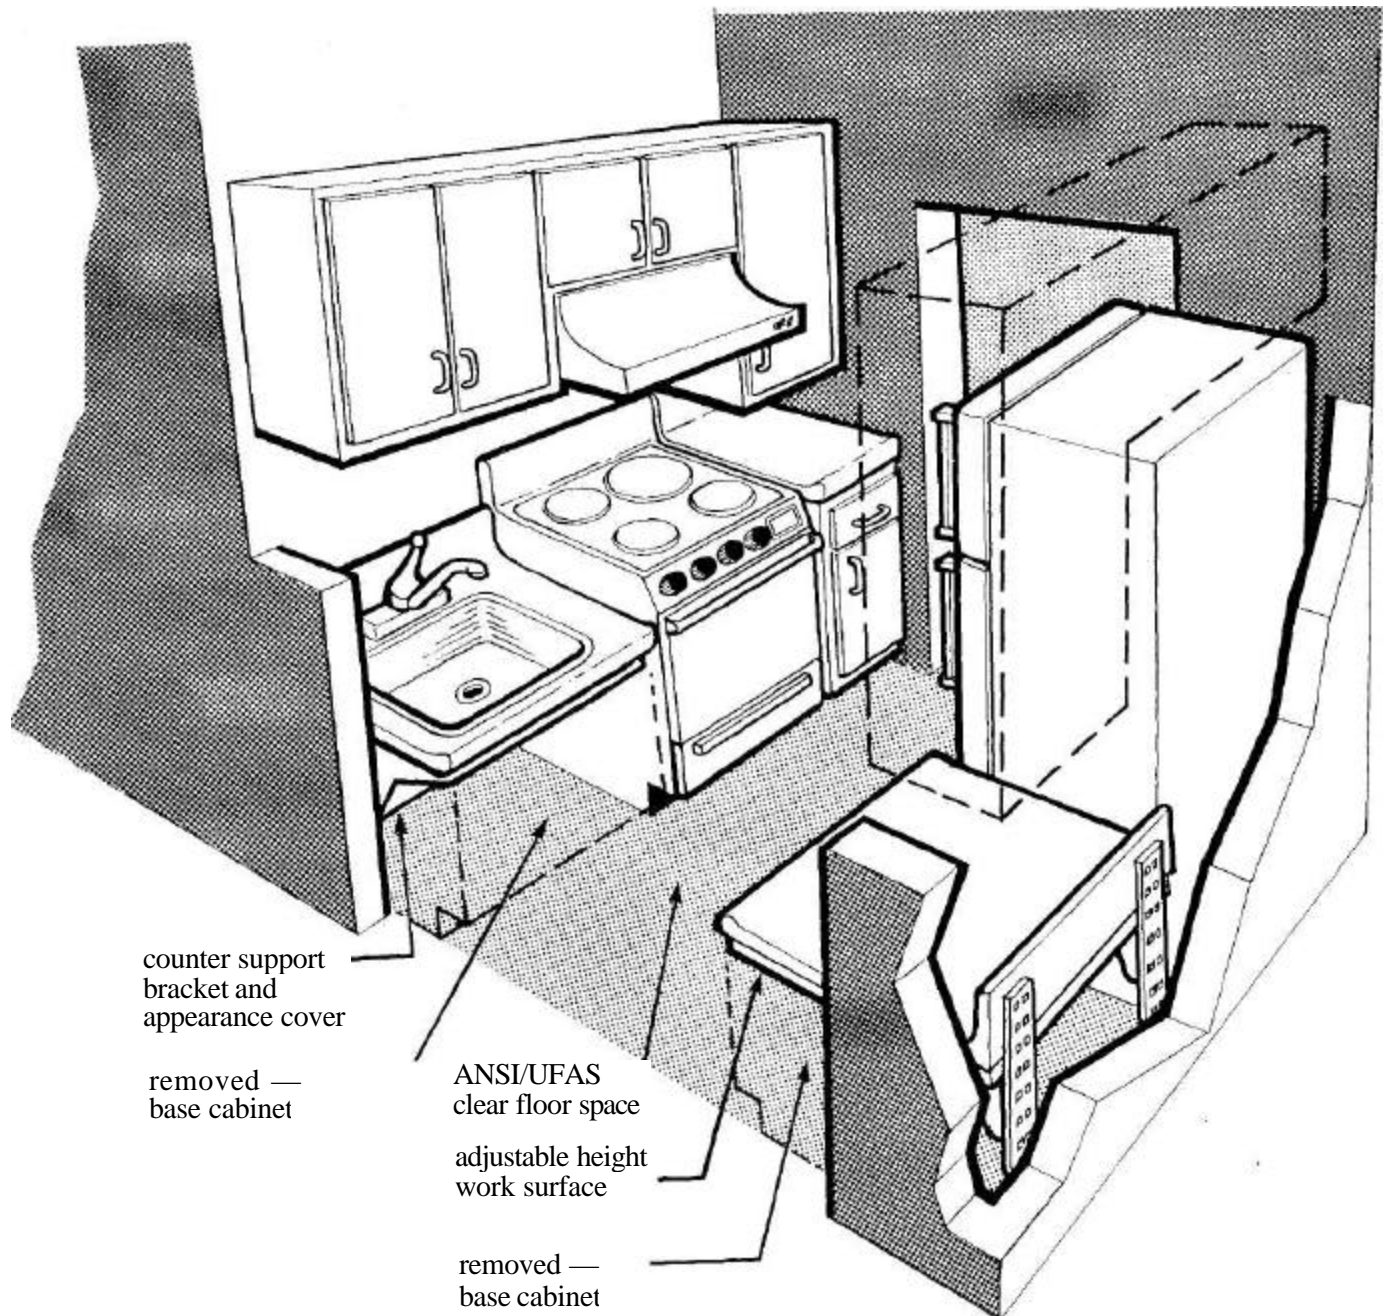 counter support
bracket and
appearance cover
removed —
base cabinet
ANSI/UFAS
clear floor space
adjustable height
work surface
removed —
base cabinet